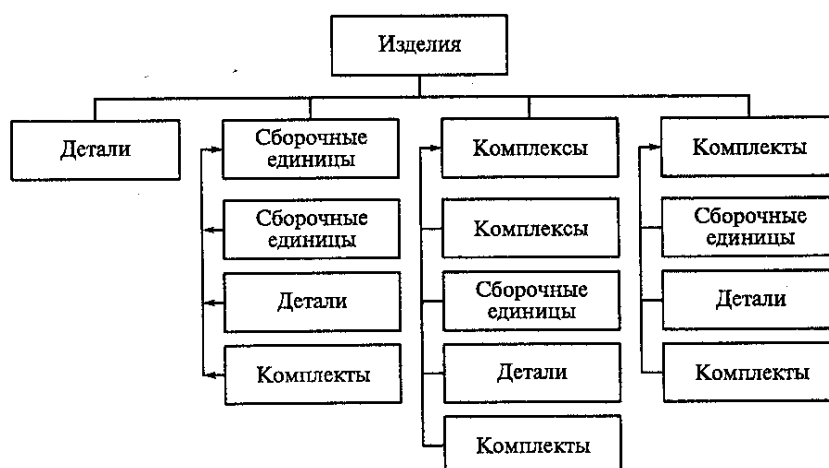 Изделия
Детали
Сборочные
единицы
Сборочные
единицы
Детали
Комплекты
Комплексы
Комплексы
Сборочные
единицы
Детали
Комплекты
Комплекты
Сборочные
единицы
Детали
Комплекты